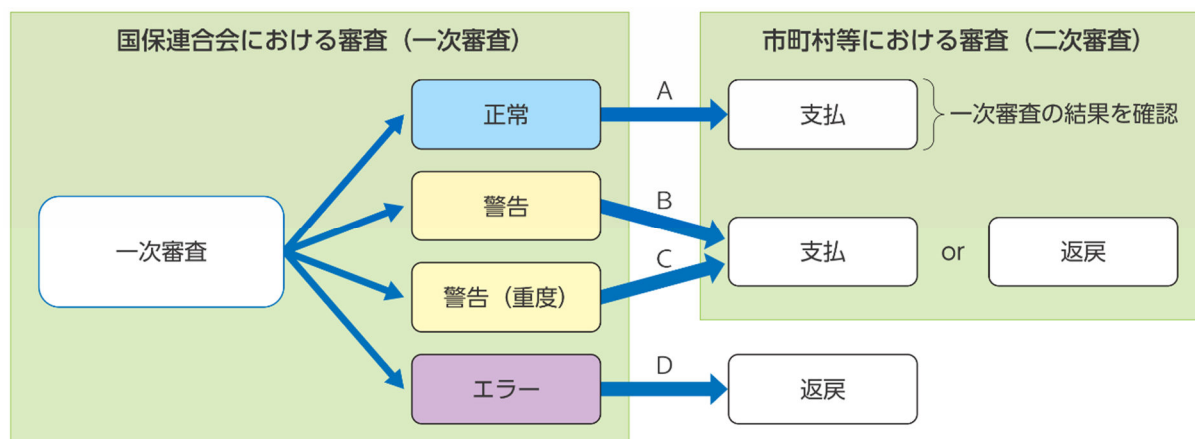 国保連合会における審査（一次審査）
市町村等における審査（二次審査）
一次審査
正常
A
支払
一次審査の結果を確認
警告
B
警告（重度）
C
支払
or
返戻
エラー
D
返戻